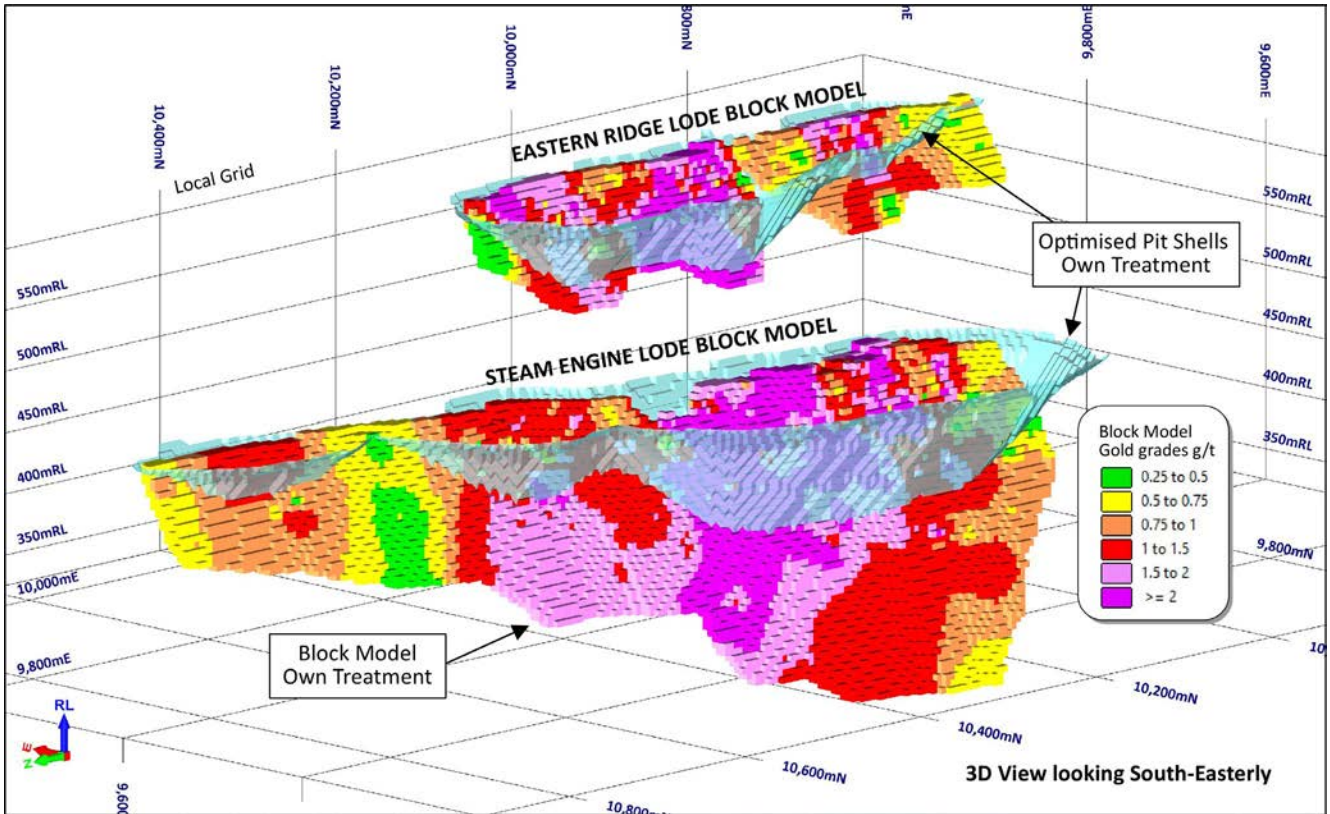 10,400mN
10,200mN
10,000mN
9,800mE
9,600mE
EASTERN RIDGE LODE BLOCK MODEL
Local Grid
550mRL
500mRL
450mRL
400mRL
350mRL
10,000mE
9,800mE
STEAM ENGINE LODE BLOCK MODEL
Optimised Pit Shells
Own Treatment
550mRL
500mRL
450mRL
400mRL
350mRL
Block Model
Gold grades g/t
0.25 to 0.5
0.5 to 0.75
0.75 to 1
1 to 1.5
1.5 to 2
>= 2
9,800mN
Block Model
Own Treatment
10,200mN
10,400mN
10,600mN
10,800mN
RL
E
N
3D View looking South-Easterly